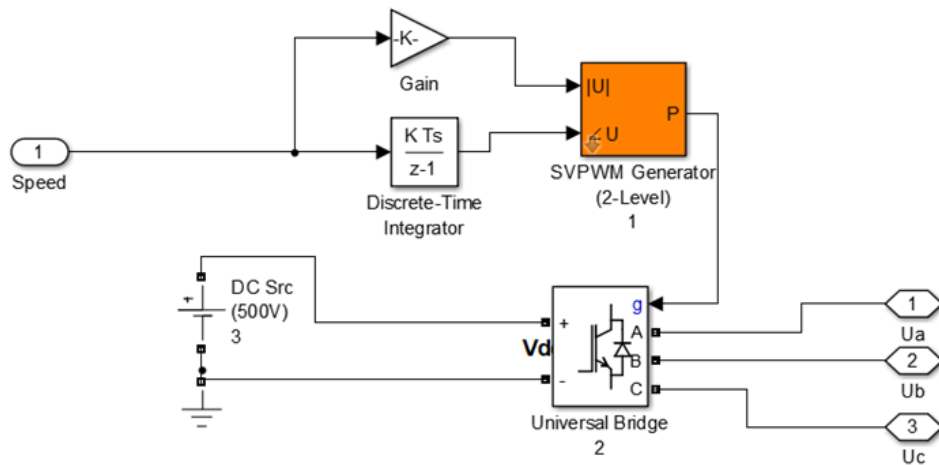 -K-
Gain
|U|
P
∠ U
SVPWM Generator
(2-Level)
1
1
Speed
K Ts
z-1
Discrete-Time
Integrator
+
DC Src
(500V)
3
g
+
A
Vd
B
-
C
Universal Bridge
2
1
Ua
2
Ub
3
Uc